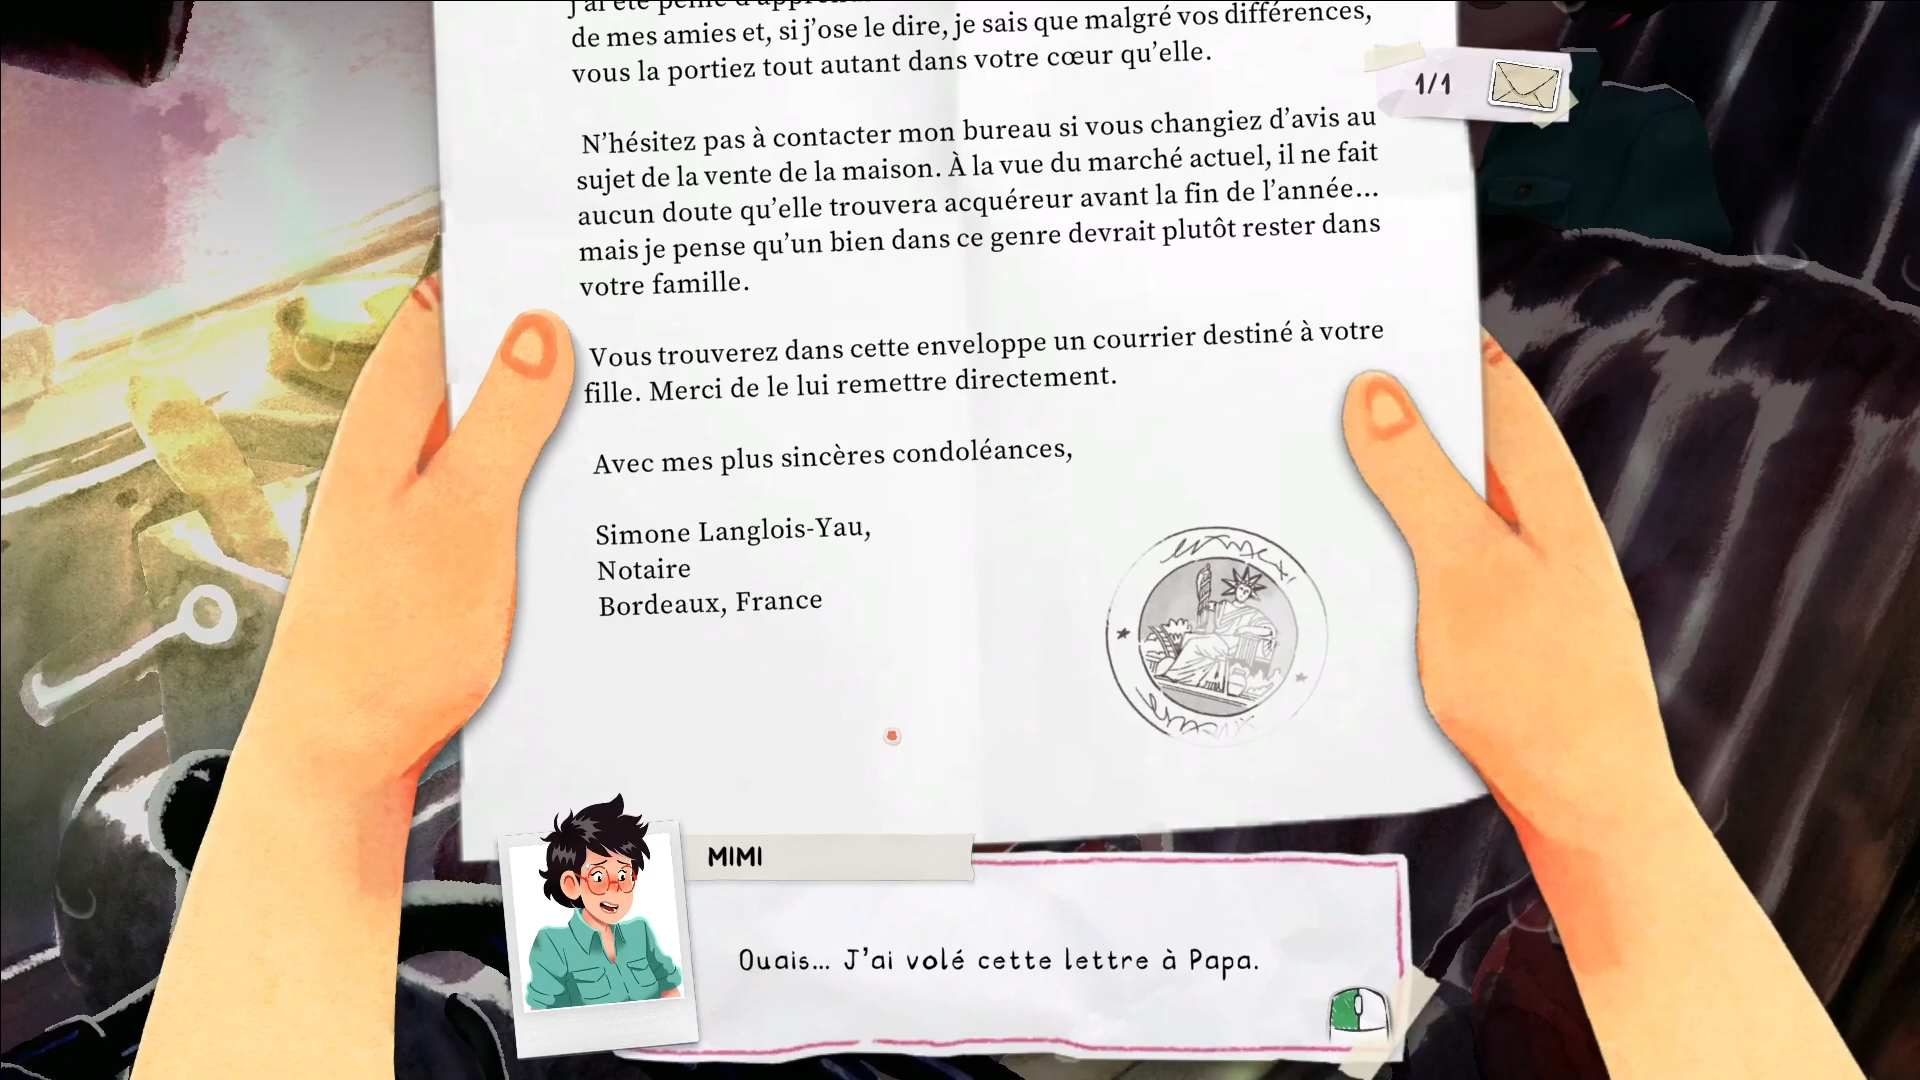 de mes amies et, si j'ose le dire, je sais que malgré vos différences,
vous la portiez tout autant dans votre cœur qu'elle.
1/1
N'hésitez pas à contacter mon bureau si vous changiez d'avis au
sujet de la vente de la maison. À la vue du marché actuel, il ne fait
aucun doute qu'elle trouvera acquéreur avant la fin de l'année...
mais je pense qu'un bien dans ce genre devrait plutôt rester dans
votre famille.
Vous trouverez dans cette enveloppe un courrier destiné à votre
fille. Merci de le lui remettre directement.
Avec mes plus sincères condoléances,
Simone Langlois-Yau,
Notaire
Bordeaux, France
MIMI
Ouais... J'ai volé cette lettre à Papa.